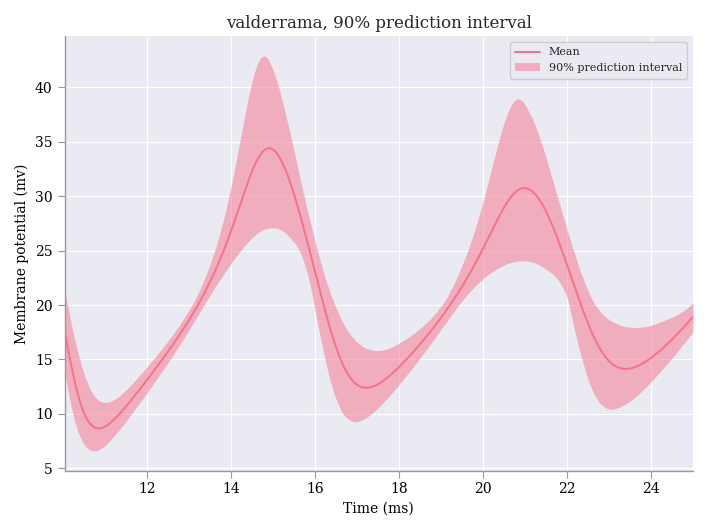 valderrama, 90% prediction interval
Mean
90% prediction interval
Membrane potential (mv)
40
35
30
25
20
15
10
5
12 14 16 18 20 22 24
Time (ms)